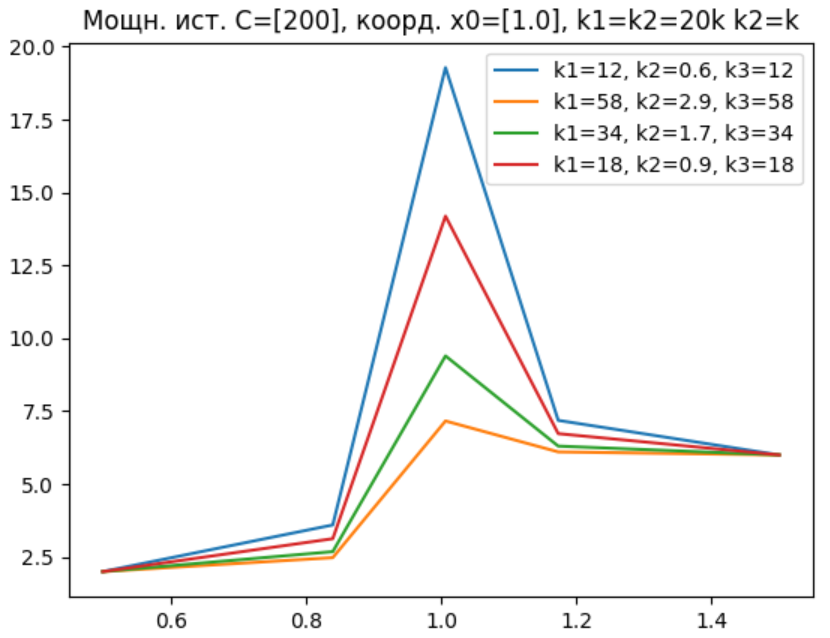 Мощн. ист. C=[200], коорд. x0=[1.0], k1=k2=20k k2=k
20.0
17.5
15.0
12.5
10.0
7.5
5.0
2.5
k1=12, k2=0.6, k3=12
k1=58, k2=2.9, k3=58
k1=34, k2=1.7, k3=34
k1=18, k2=0.9, k3=18
0.6 0.8 1.0 1.2 1.4